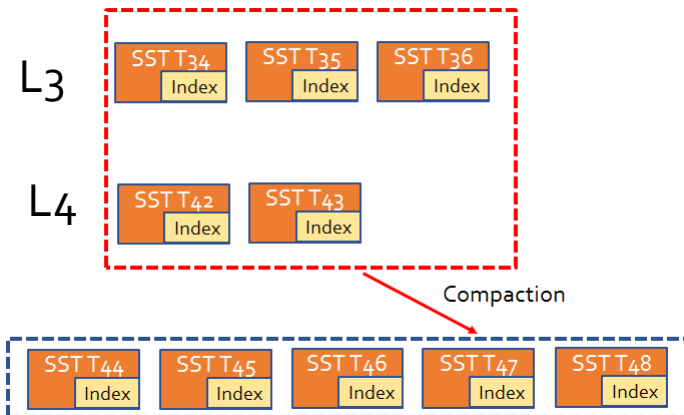 L3
SST T34
Index
SST T35
Index
SST T36
Index
L4
SST T42
Index
SST T43
Index
Compaction
SST T44
Index
SST T45
Index
SST T46
Index
SST T47
Index
SST T48
Index